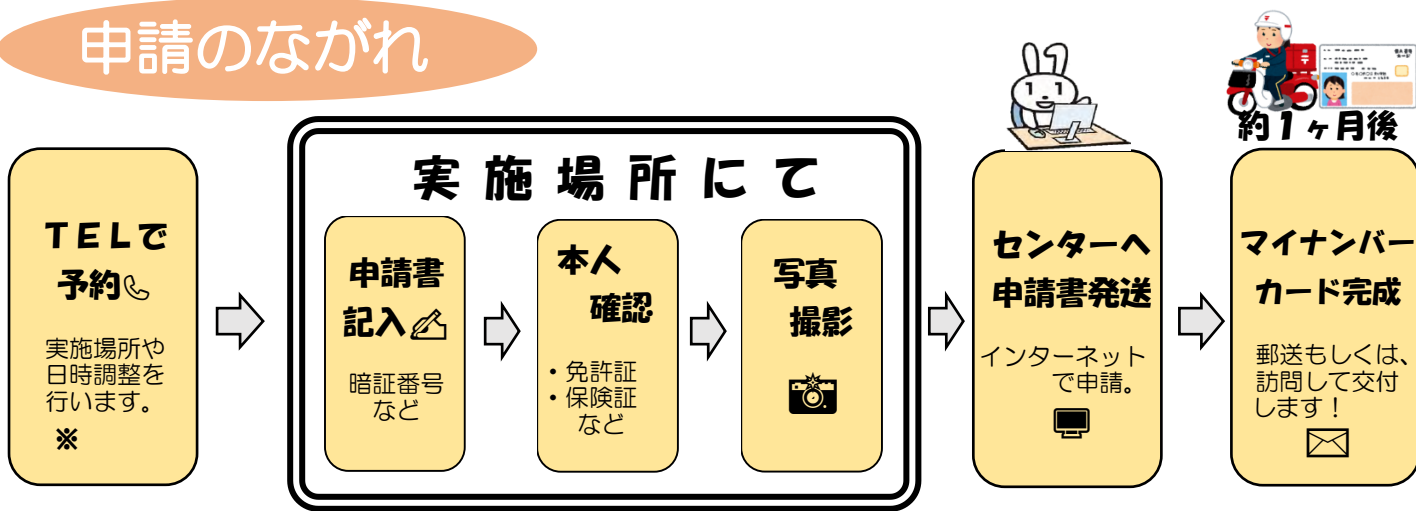 申請のながれ
ＴＥＬで
予約
実施場所や
日時調整を
行います。
※
実施場所にて
申請書
記入
暗証番号
など
本人
確認
・免許証
・保険証
など
写真
撮影
センターへ
申請書発送
インターネット
で申請。
約１ヶ月後
マイナンバー
カード完成
郵送もしくは、
訪問して交付
します！